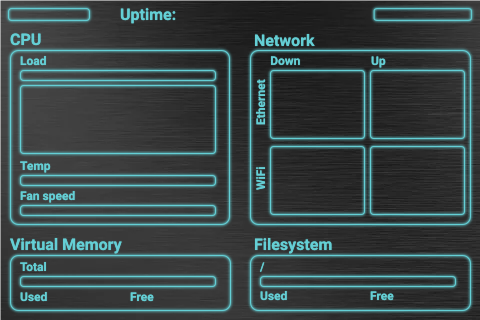 Uptime:
CPU
Load
Temp
Fan speed
Network
Down Up
Ethernet
WiFi
Virtual Memory
Total
Used Free
Filesystem
/
Used Free